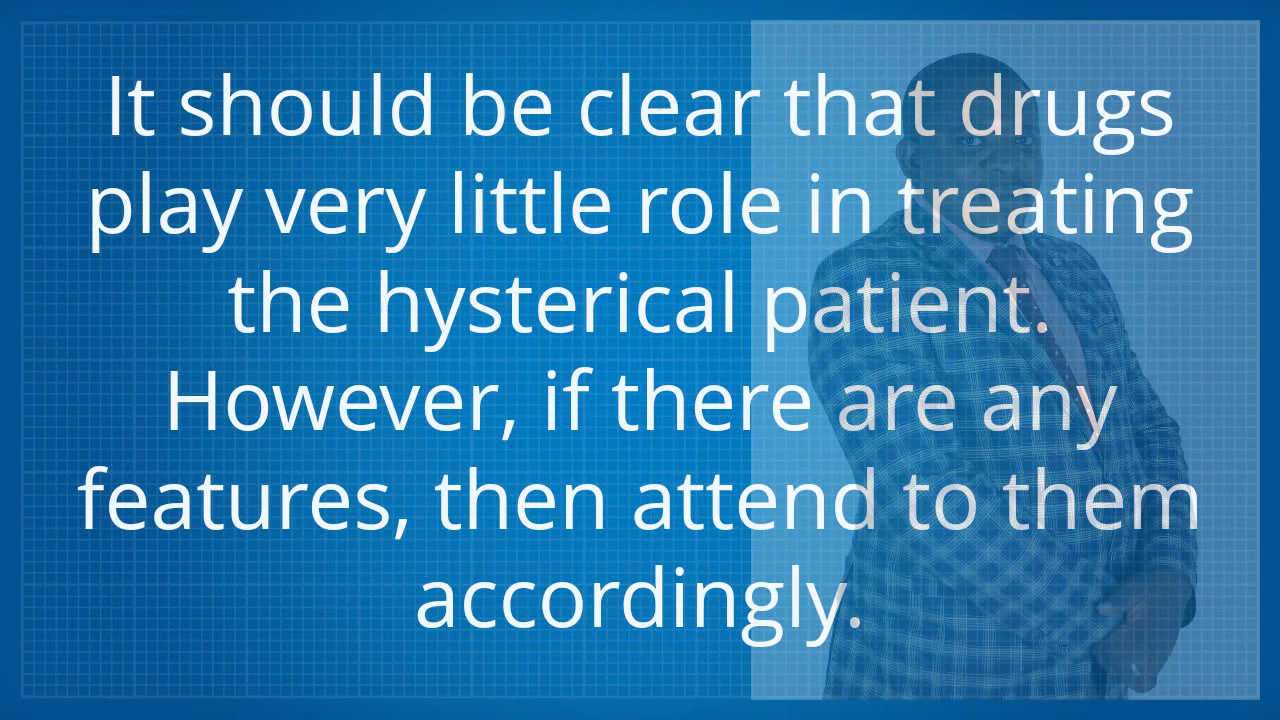 It should be clear that drugs
play very little role in treating
the hysterical patient.
However, if there are any
features, then attend to them
accordingly.